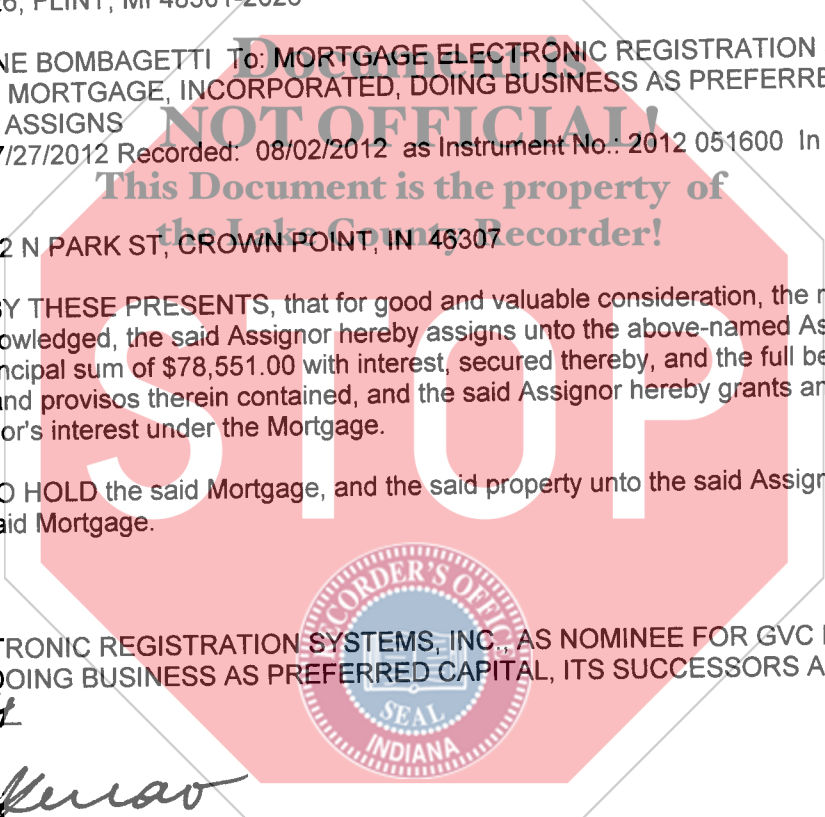 26, FLINT, MI 48501-2026
NE BOMBAGETTI To: MORTGAGE ELECTRONIC REGISTRATION
Document is
MORTGAGE, INCORPORATED, DOING BUSINESS AS PREFERRE
ASSIGNS
NOT OFFICIAL!
7/27/2012 Recorded: 08/02/2012 as Instrument No.: 2012 051600 In
This Document is the property of
the Lake County Recorder!
2 N PARK ST, CROWN POINT, IN 46307
BY THESE PRESENTS, that for good and valuable consideration, the r
owledged, the said Assignor hereby assigns unto the above-named As
ncipal sum of $78,551.00 with interest, secured thereby, and the full be
nd provisos therein contained, and the said Assignor hereby grants an
or's interest under the Mortgage.
STOP
O HOLD the said Mortgage, and the said property unto the said Assign
aid Mortgage.
RECORDER'S OFFICE
TRONIC REGISTRATION SYSTEMS, INC., AS NOMINEE FOR GVC
DOING BUSINESS AS PREFERRED CAPITAL, ITS SUCCESSORS A
SEAL
INDIANA